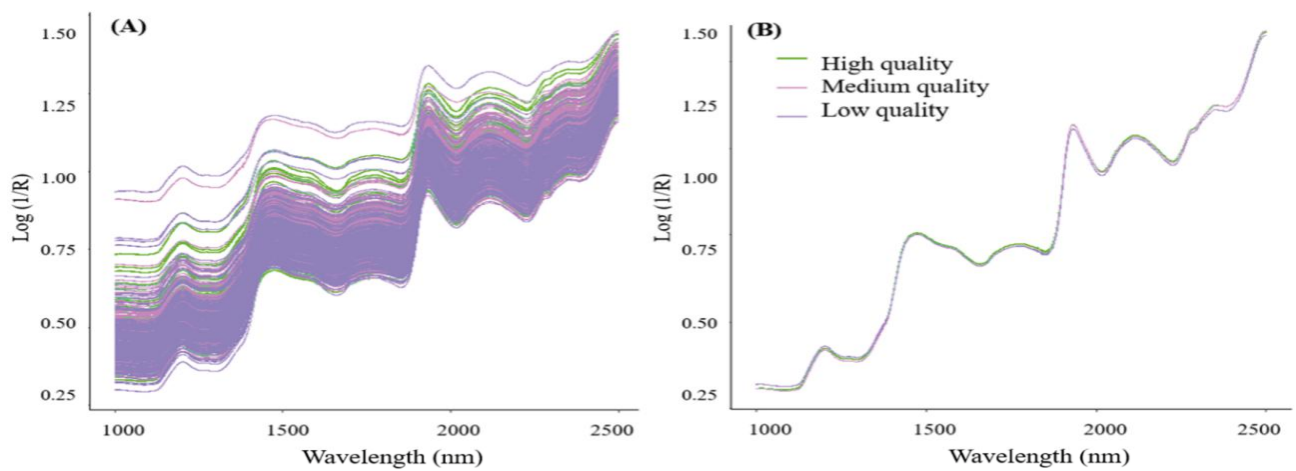 (A)
1.50
1.25
1.00
0.75
0.50
0.25
Log (1/R)
1000
1500
2000
2500
Wavelength (nm)
(B)
High quality
Medium quality
Low quality
1.50
1.25
1.00
0.75
0.50
0.25
Log (1/R)
1000
1500
2000
2500
Wavelength (nm)